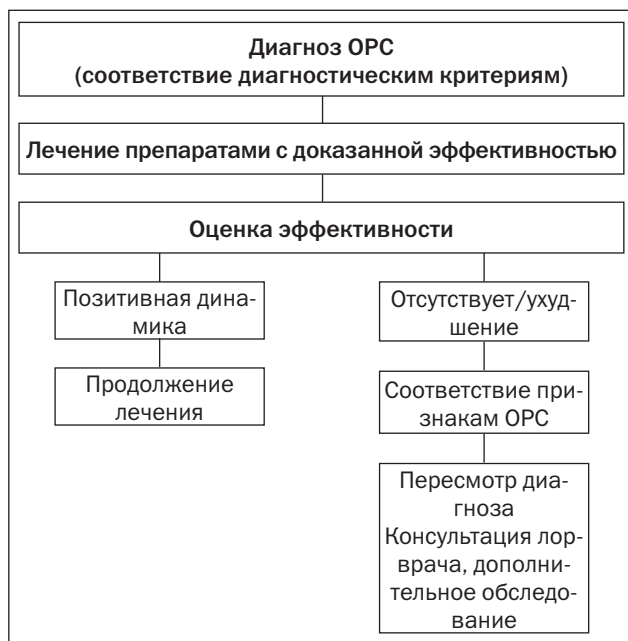 Диагноз ОРС
(соответствие диагностическим критериям)
Лечение препаратами с доказанной эффективностью
Оценка эффективности
Позитивная дина-
мика
Продолжение
лечения
Отсутствует/ухуд-
шение
Соответствие при-
знакам ОРС
Пересмотр диа-
гноза
Консультация лор-
врача, дополни-
тельное обследо-
вание